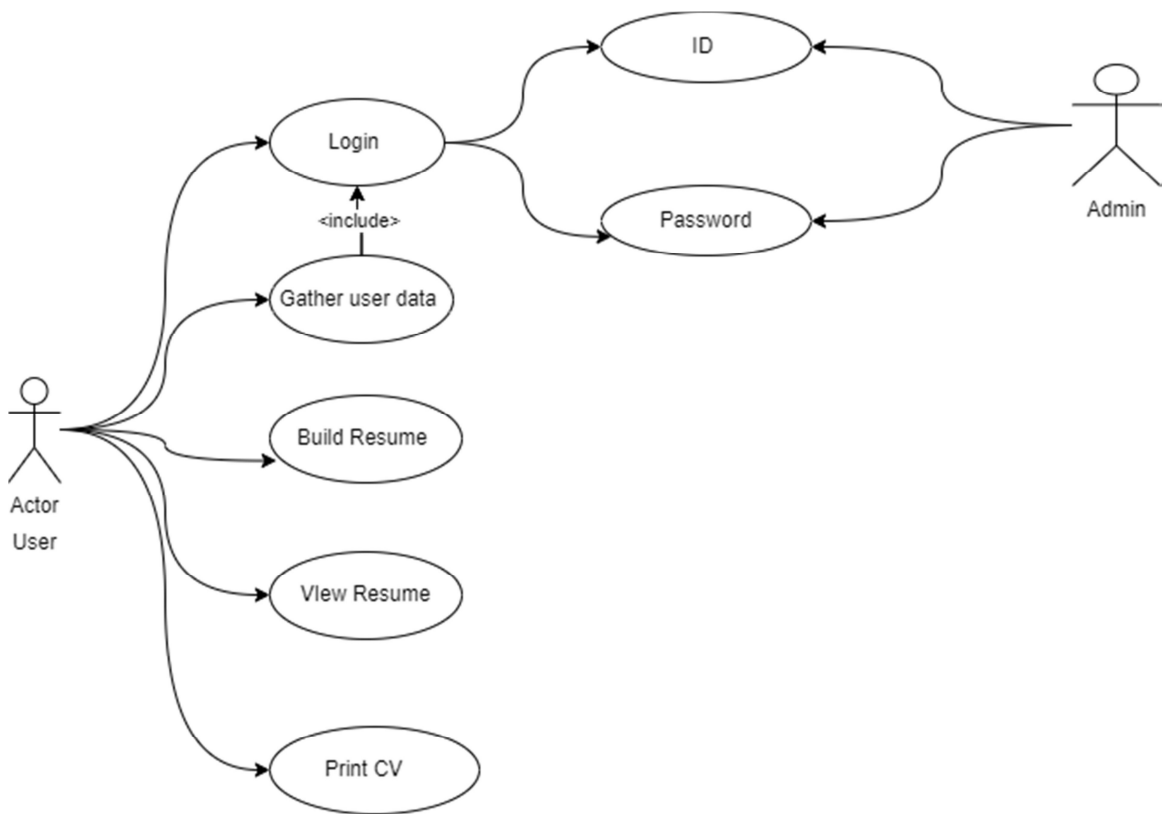 ID
Login
Admin
<include>
Password
Gather user data
Build Resume
Actor
User
VIew Resume
Print CV